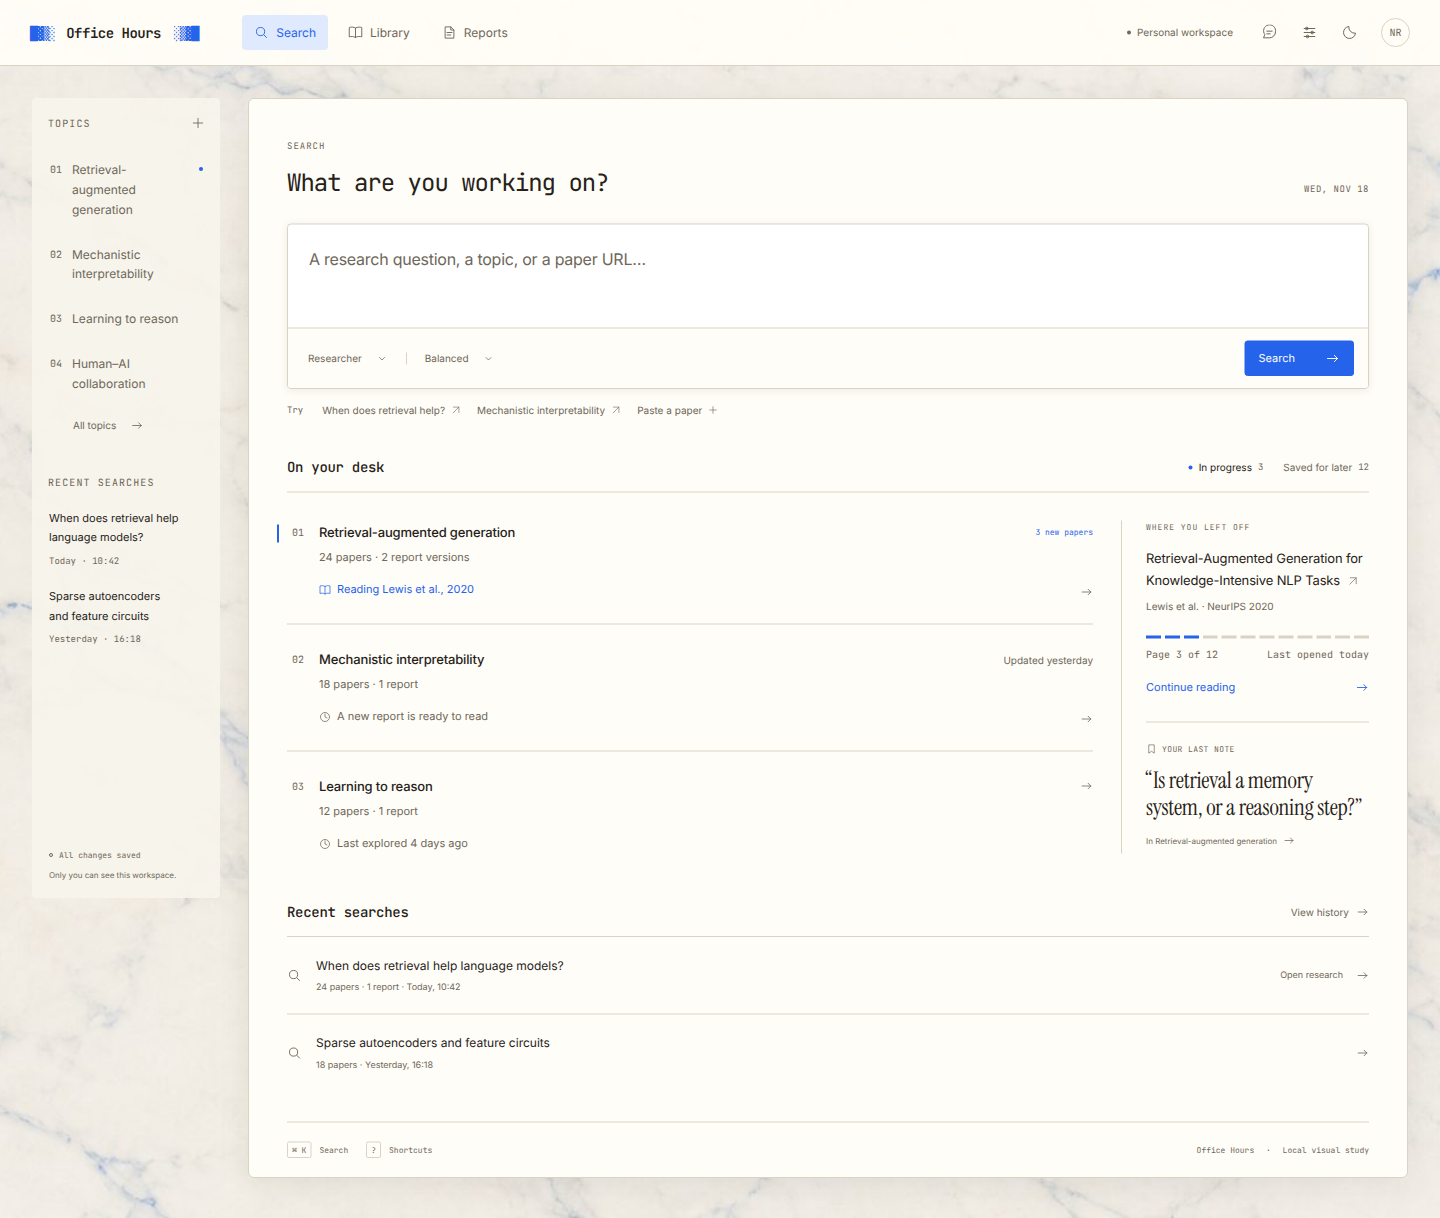 Office Hours
Search
Library
Reports
Personal workspace
NR
TOPICS
01 Retrieval-
augmented
generation
02 Mechanistic
interpretability
03 Learning to reason
04 Human–AI
collaboration
All topics
RECENT SEARCHES
When does retrieval help
language models?
Today · 10:42
Sparse autoencoders
and feature circuits
Yesterday · 16:18
All changes saved
Only you can see this workspace.
SEARCH
What are you working on?
WED, NOV 18
A research question, a topic, or a paper URL...
Researcher
Balanced
Search
Try
When does retrieval help?
Mechanistic interpretability
Paste a paper
On your desk
In progress 3
Saved for later 12
01 Retrieval-augmented generation
3 new papers
24 papers · 2 report versions
Reading Lewis et al., 2020
02 Mechanistic interpretability
Updated yesterday
18 papers · 1 report
A new report is ready to read
03 Learning to reason
12 papers · 1 report
Last explored 4 days ago
WHERE YOU LEFT OFF
Retrieval-Augmented Generation for
Knowledge-Intensive NLP Tasks
Lewis et al. · NeurIPS 2020
Page 3 of 12
Last opened today
Continue reading
YOUR LAST NOTE
“Is retrieval a memory
system, or a reasoning step?”
In Retrieval-augmented generation
Recent searches
View history
When does retrieval help language models?
24 papers · 1 report · Today, 10:42
Open research
Sparse autoencoders and feature circuits
18 papers · Yesterday, 16:18
⌘ K Search
? Shortcuts
Office Hours · Local visual study